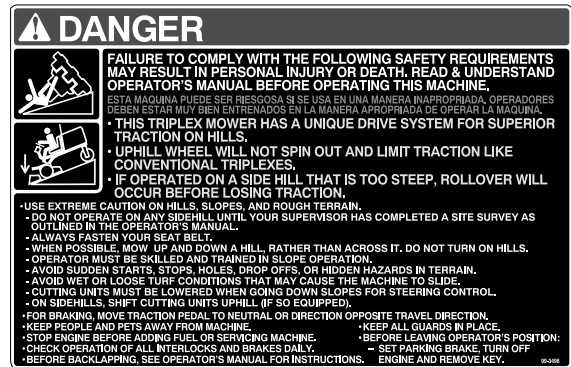 DANGER
FAILURE TO COMPLY WITH THE FOLLOWING SAFETY REQUIREMENTS
MAY RESULT IN PERSONAL INJURY OR DEATH. READ & UNDERSTAND
OPERATOR'S MANUAL BEFORE OPERATING THIS MACHINE.
ESTA MAQUINA PUEDE SER RIESGOSA SI SE USA EN UNA MANERA INAPROPRIADA. OPERADORES
DEBEN ESTAR MUY BIEN ENTRENADOS EN LA MANERA APROPRIADA DE OPERAR LA MAQUINA.
• THIS TRIPLEX MOWER HAS A UNIQUE DRIVE SYSTEM FOR SUPERIOR
TRACTION ON HILLS.
• UPHILL WHEEL WILL NOT SPIN OUT AND LIMIT TRACTION LIKE
CONVENTIONAL TRIPLEXES.
• IF OPERATED ON A SIDE HILL THAT IS TOO STEEP, ROLLOVER WILL
OCCUR BEFORE LOSING TRACTION.
•USE EXTREME CAUTION ON HILLS, SLOPES, AND ROUGH TERRAIN.
- DO NOT OPERATE ON ANY SIDEHILL UNTIL YOUR SUPERVISOR HAS COMPLETED A SITE SURVEY AS
OUTLINED IN THE OPERATOR'S MANUAL.
- ALWAYS FASTEN YOUR SEAT BELT.
- WHEN POSSIBLE, MOW UP AND DOWN A HILL, RATHER THAN ACROSS IT. DO NOT TURN ON HILLS.
- OPERATOR MUST BE SKILLED AND TRAINED IN SLOPE OPERATION.
- AVOID SUDDEN STARTS, STOPS, HOLES, DROP OFFS, OR HIDDEN HAZARDS IN TERRAIN.
- AVOID WET OR LOOSE TURF CONDITIONS THAT MAY CAUSE THE MACHINE TO SLIDE.
- CUTTING UNITS MUST BE LOWERED WHEN GOING DOWN SLOPES FOR STEERING CONTROL.
- ON SIDEHILLS, SHIFT CUTTING UNITS UPHILL (IF SO EQUIPPED).
•FOR BRAKING, MOVE TRACTION PEDAL TO NEUTRAL OR DIRECTION OPPOSITE TRAVEL DIRECTION.
•KEEP PEOPLE AND PETS AWAY FROM MACHINE.
•STOP ENGINE BEFORE ADDING FUEL OR SERVICING MACHINE.
•CHECK OPERATION OF ALL INTERLOCKS AND BRAKES DAILY.
•BEFORE BACKLAPPING, SEE OPERATOR'S MANUAL FOR INSTRUCTIONS.
•KEEP ALL GUARDS IN PLACE.
•BEFORE LEAVING OPERATOR'S POSITION:
- SET PARKING BRAKE, TURN OFF
ENGINE AND REMOVE KEY.
99-3496